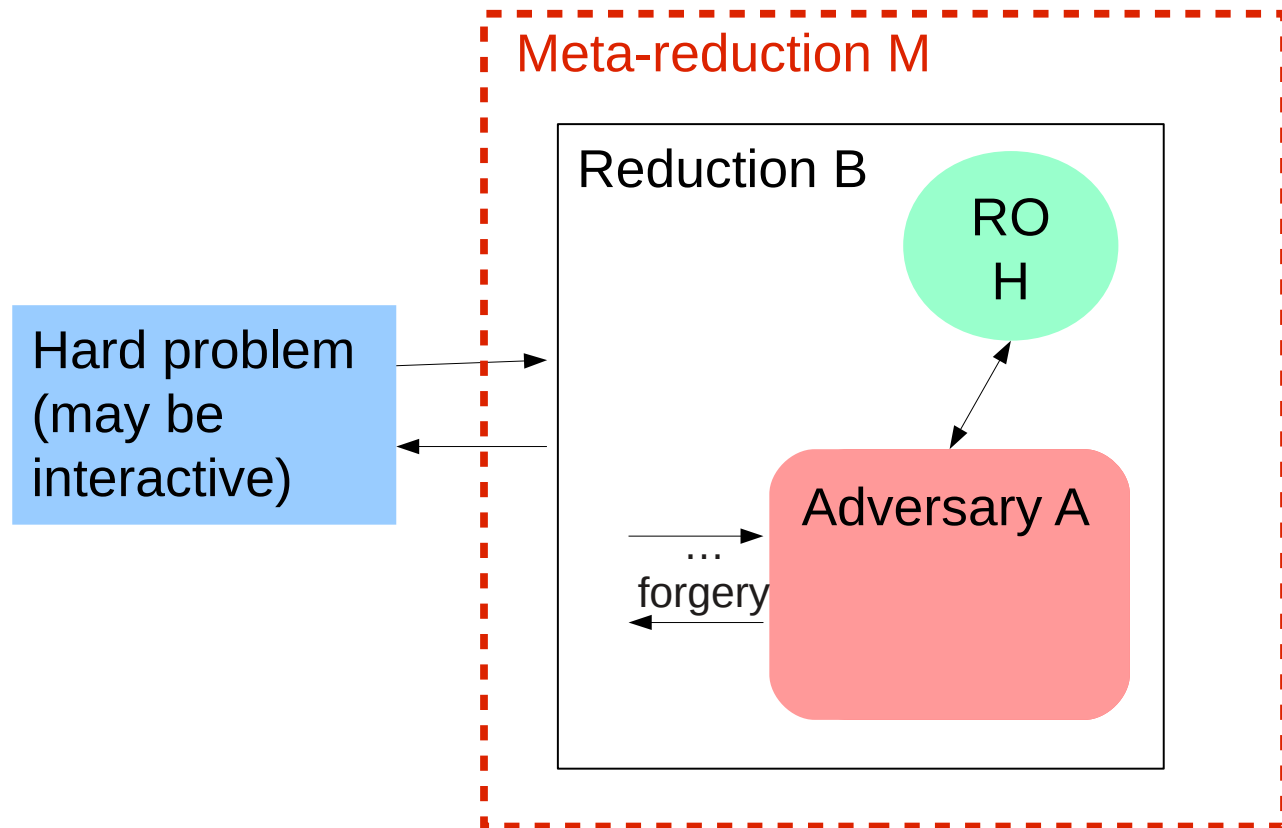 Meta-reduction M
Reduction B
RO
H
Hard problem
(may be
interactive)
Adversary A
...
forgery